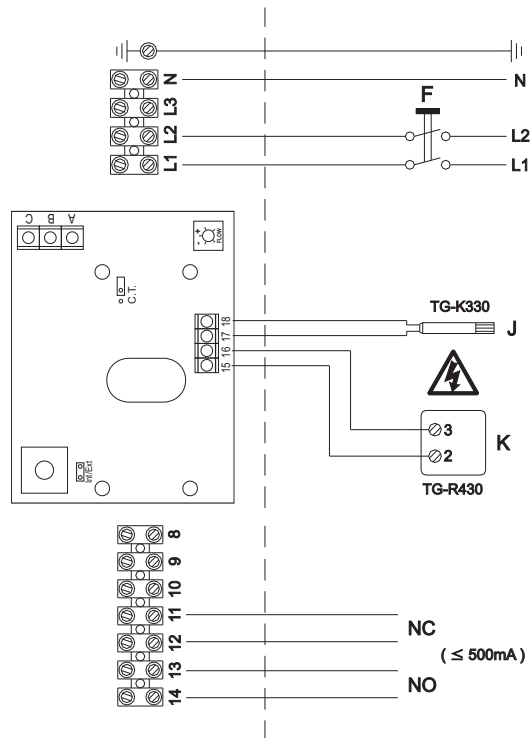 N
N
L3
F
L2
L2
L1
L1
C B A
+
-
FLOW
C.T.
TG-K330
18
J
17
16
15
3
K
2
Int/Ext
TG-R430
8
9
10
11
NC
12
( ≤ 500mA )
13
NO
14